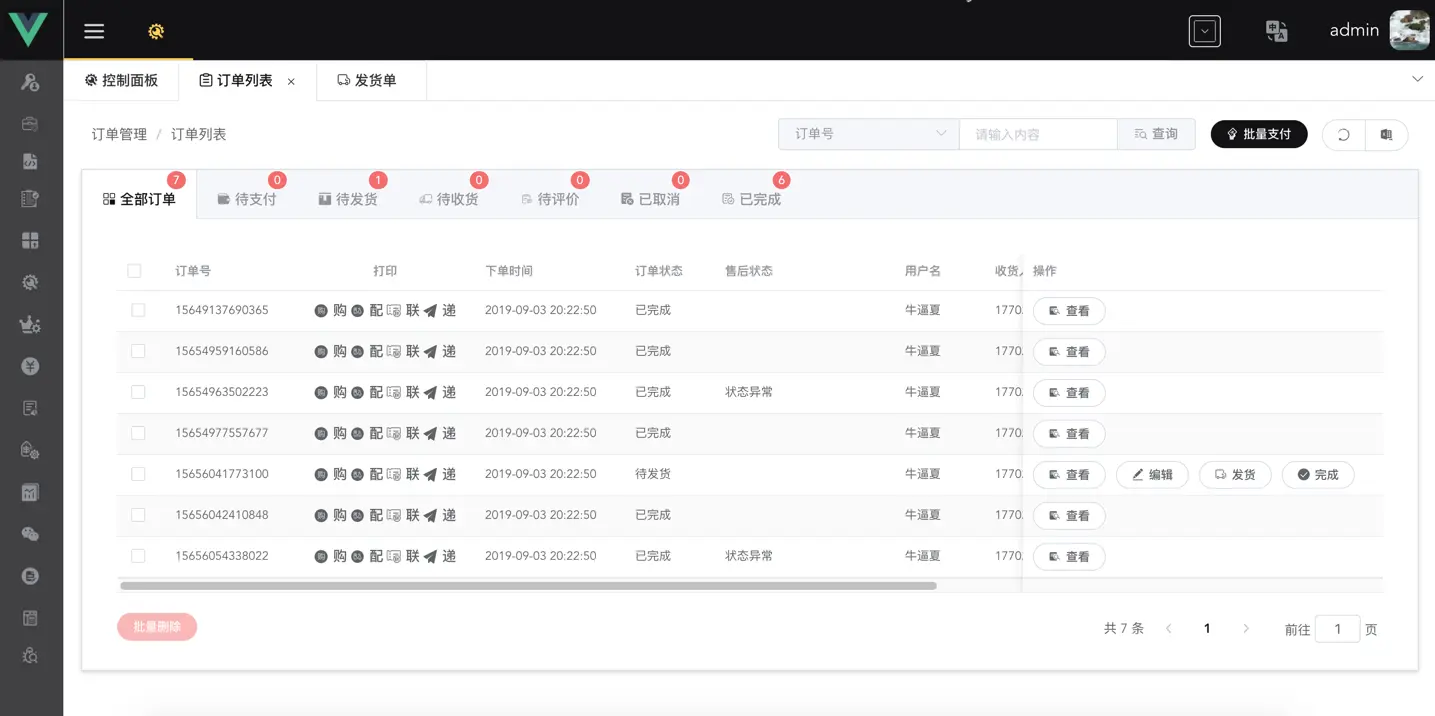 admin
控制面板 订单列表 × 发货单
订单管理 / 订单列表 订单号 请输入内容 查询 批量支付
7 0 1 0 0 0 6
全部订单 待支付 待发货 待收货 待评价 已取消 已完成
订单号 打印 下单时间 订单状态 售后状态 用户名 收货 操作
15649137690365 购 配 联 递 2019-09-03 20:22:50 已完成 牛逼夏 1770. 查看
15654959160586 购 配 联 递 2019-09-03 20:22:50 已完成 牛逼夏 1770. 查看
15654963502223 购 配 联 递 2019-09-03 20:22:50 已完成 状态异常 牛逼夏 1770. 查看
15654977557677 购 配 联 递 2019-09-03 20:22:50 已完成 牛逼夏 1770. 查看
15656041773100 购 配 联 递 2019-09-03 20:22:50 待发货 牛逼夏 1770. 查看 编辑 发货 完成
15656042410848 购 配 联 递 2019-09-03 20:22:50 已完成 牛逼夏 1770. 查看
15656054338022 购 配 联 递 2019-09-03 20:22:50 已完成 状态异常 牛逼夏 1770. 查看
批量删除 共 7 条 1 前往 1 页